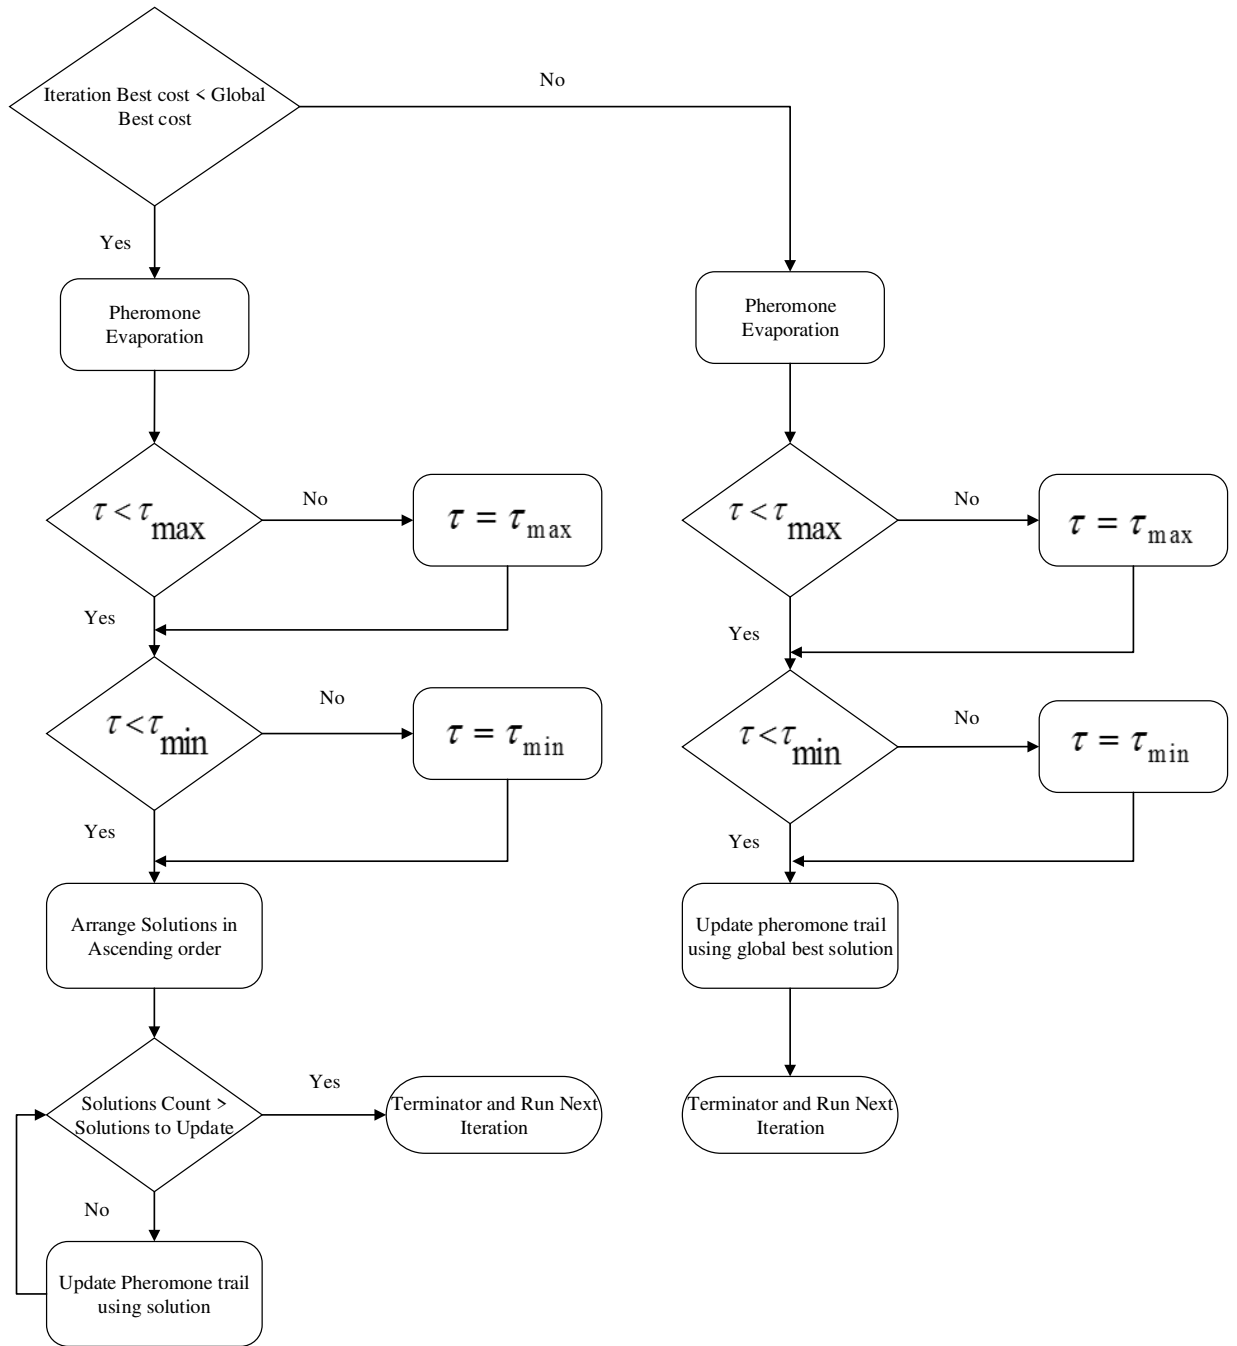 Iteration Best cost < Global
Best cost
No
Yes
Pheromone
Evaporation
Pheromone
Evaporation
τ < τmax
No
τ = τmax
τ < τmax
No
τ = τmax
Yes
Yes
τ < τmin
No
τ = τmin
τ < τmin
No
τ = τmin
Yes
Yes
Arrange Solutions in
Ascending order
Update pheromone trail
using global best solution
Solutions Count >
Solutions to Update
Yes
Terminator and Run Next
Iteration
Terminator and Run Next
Iteration
No
Update Pheromone trail
using solution